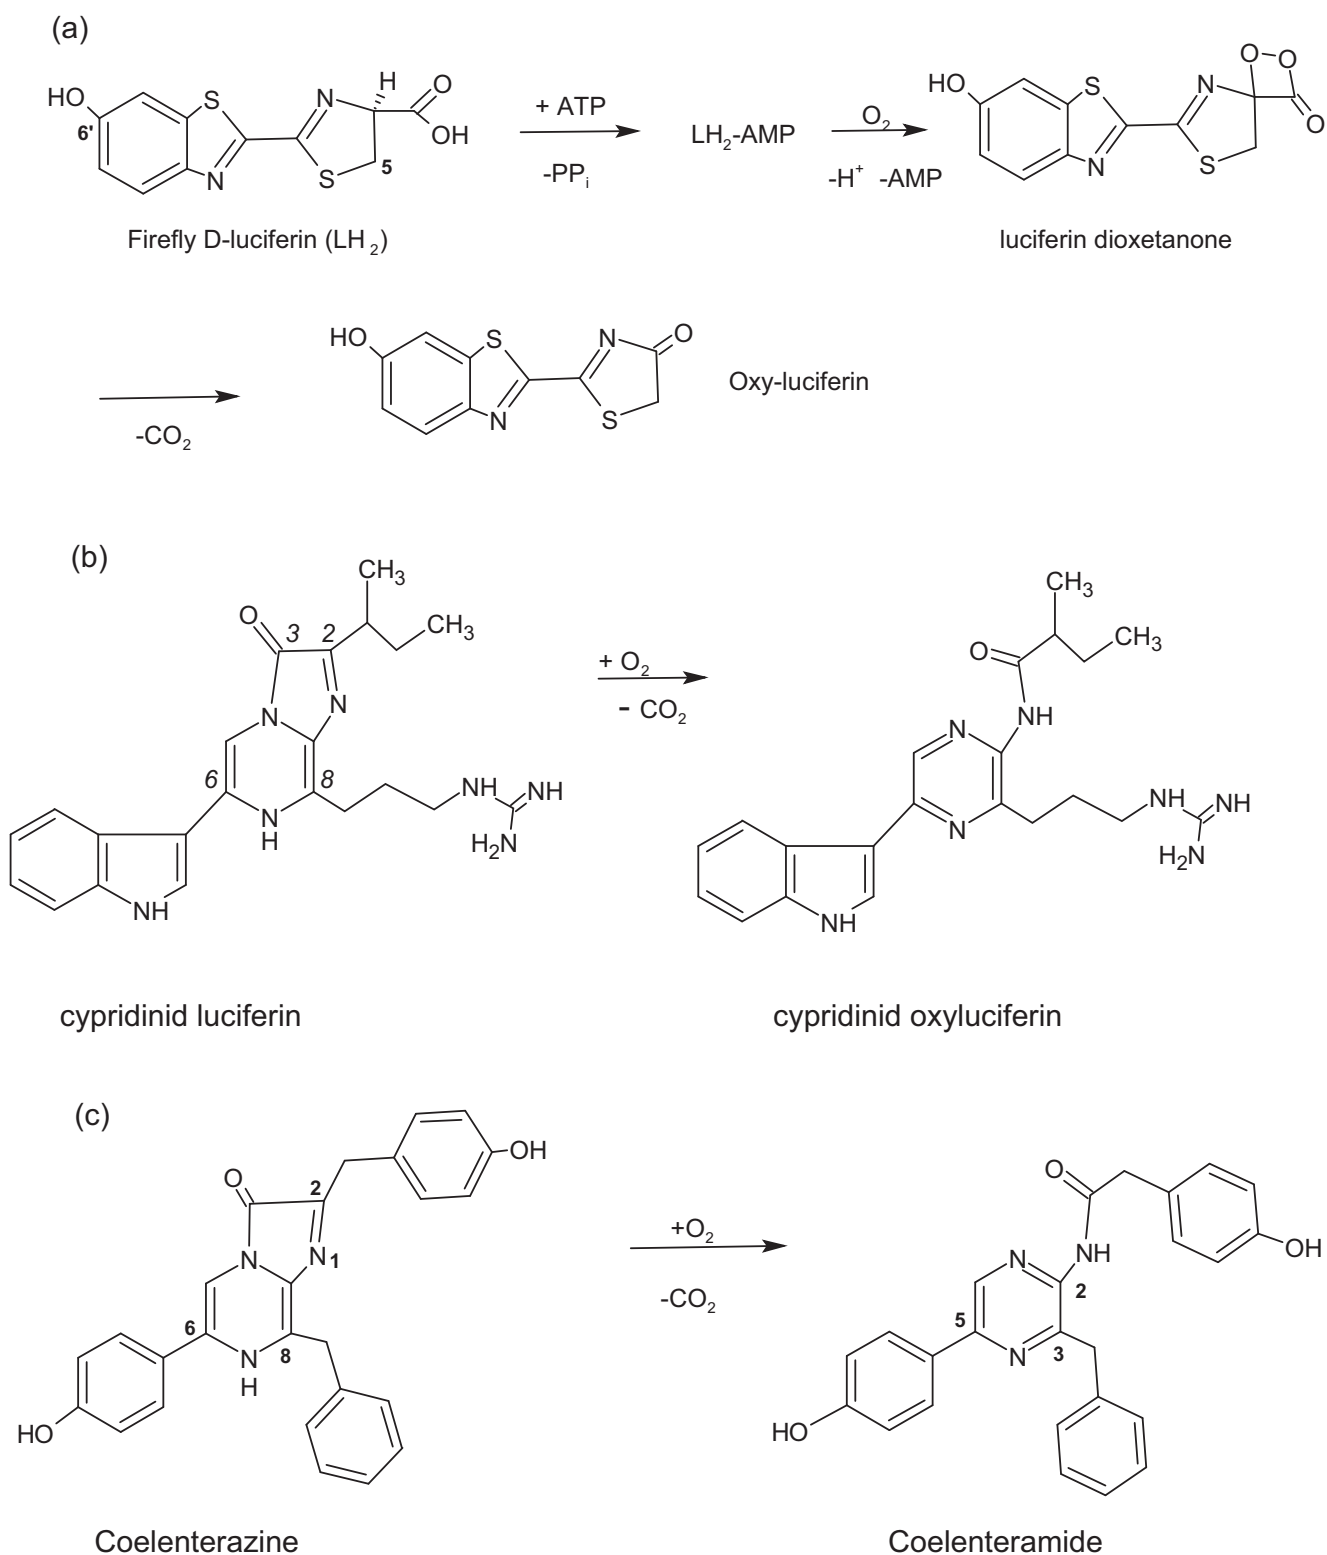 (a)
HO
6'
S
N
N
S
H
O
OH
5
+ ATP
-PPi
LH2-AMP
O2
-H+ -AMP
HO
S
N
N
S
O
O
O
Firefly D-luciferin (LH2)
luciferin dioxetanone
-CO2
HO
S
N
N
S
O
Oxy-luciferin
(b)
CH3
O
3
2
CH3
N
N
6
8
N
H
NH
NH
H2N
NH
+ O2
- CO2
CH3
O
CH3
NH
N
N
NH
NH
H2N
NH
cypridinid luciferin
cypridinid oxyluciferin
(c)
OH
O
2
N
N
1
6
N
H
8
HO
+O2
-CO2
O
OH
NH
N
2
5
N
3
HO
Coelenterazine
Coelenteramide